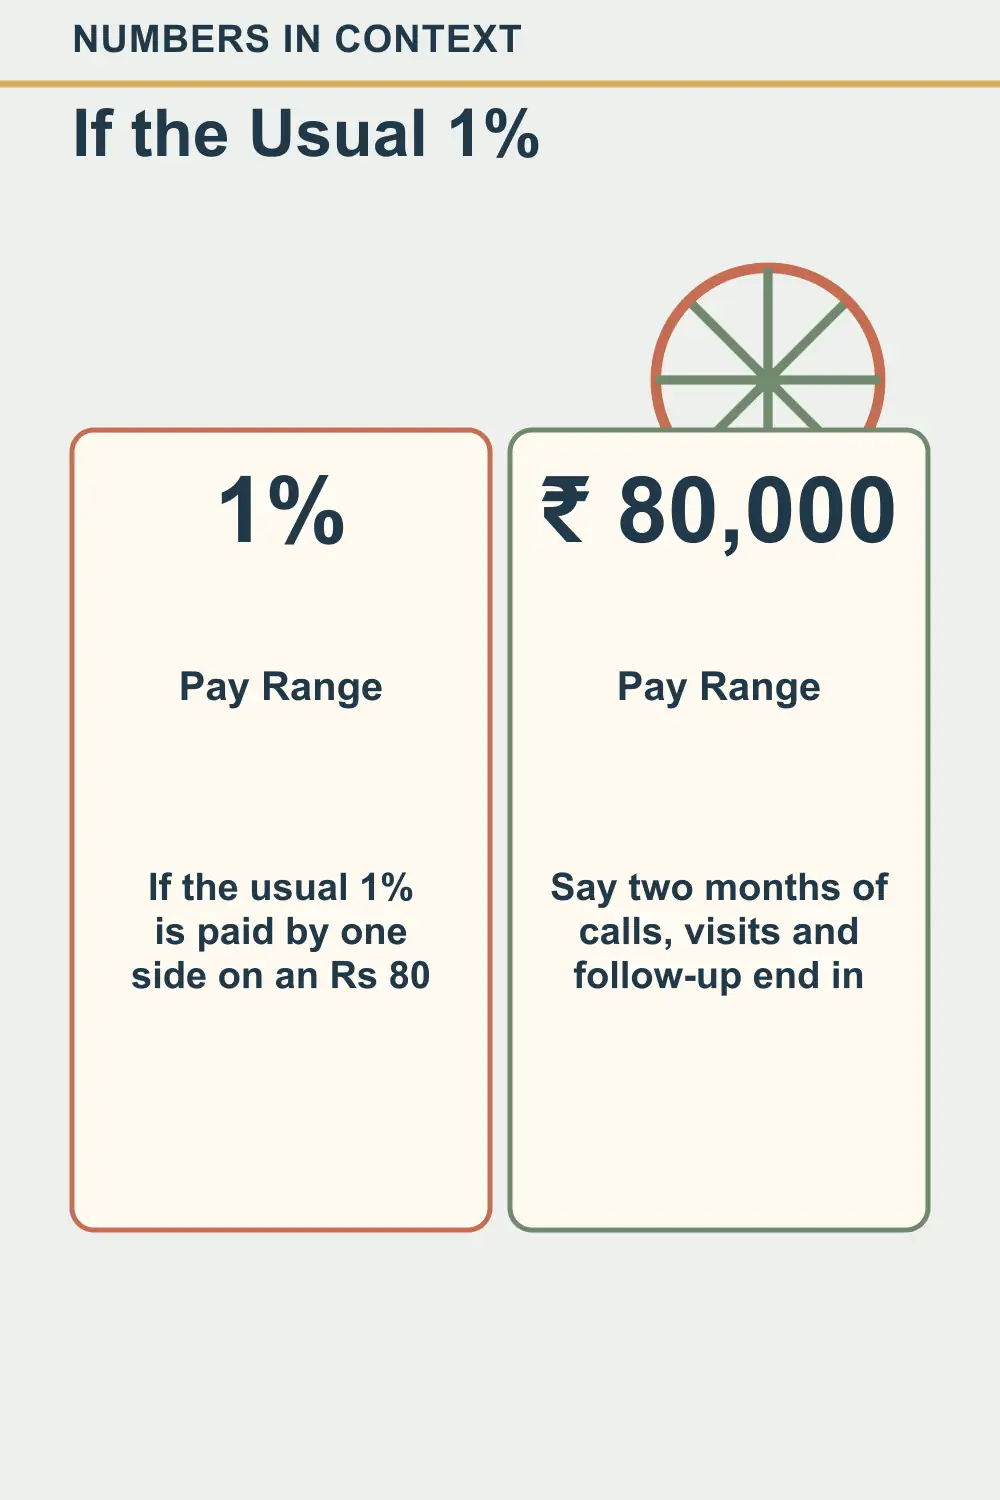 NUMBERS IN CONTEXT
If the Usual 1%
1%
Pay Range
If the usual 1%
is paid by one
side on an Rs 80
₹ 80,000
Pay Range
Say two months of
calls, visits and
follow-up end in